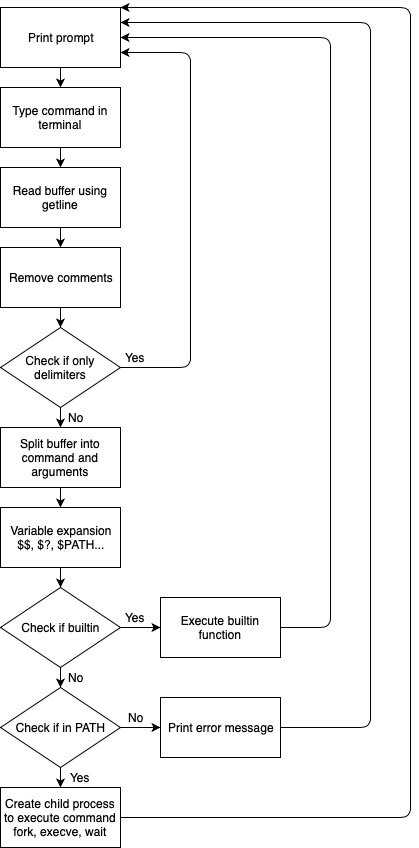 Print prompt
Type command in
terminal
Read buffer using
getline
Remove comments
Check if only
delimiters
Yes
No
Split buffer into
command and
arguments
Variable expansion
$$, $?, $PATH...
Check if builtin
Yes
Execute builtin
function
No
Check if in PATH
No
Print error message
Yes
Create child process
to execute command
fork, execve, wait